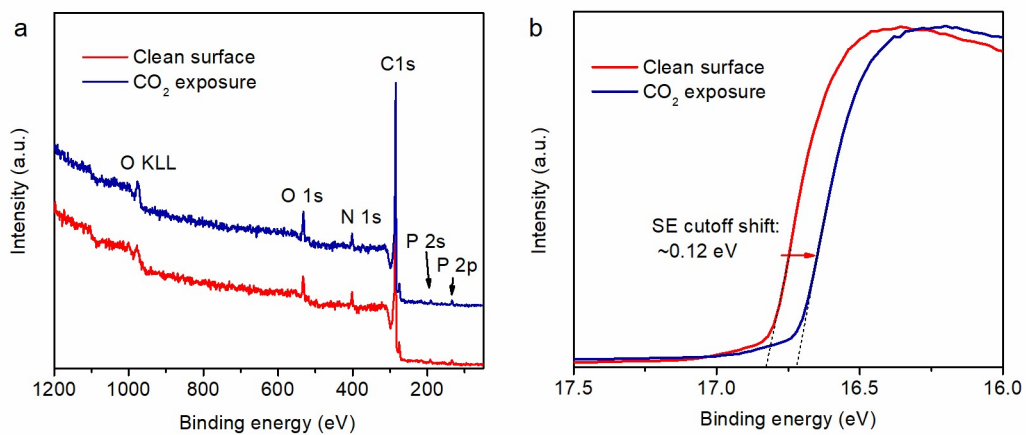 a
Clean surface
CO₂ exposure
C1s
O KLL
O 1s
N 1s
P 2s
P 2p
Intensity (a.u.)
1200 1000 800 600 400 200
Binding energy (eV)
b
Clean surface
CO₂ exposure
SE cutoff shift:
~0.12 eV
Intensity (a.u.)
17.5 17.0 16.5 16.0
Binding energy (eV)